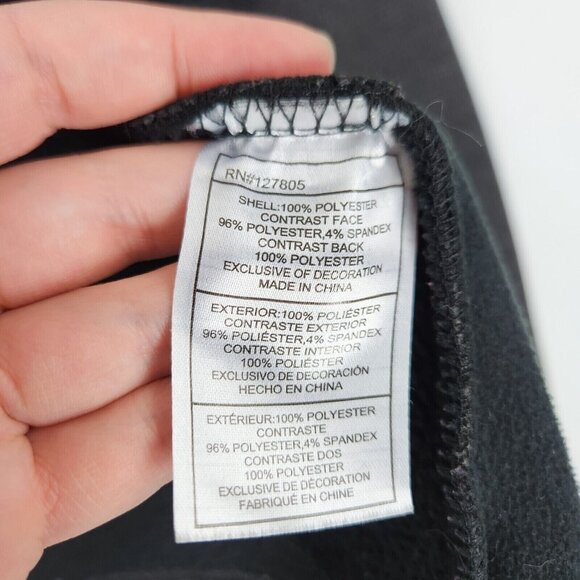 RN#127805
SHELL:100% POLYESTER
CONTRAST FACE
96% POLYESTER,4% SPANDEX
CONTRAST BACK
100% POLYESTER
EXCLUSIVE OF DECORATION
MADE IN CHINA
EXTERIOR:100% POLIÉSTER
CONTRASTE EXTERIOR
96% POLIÉSTER,4% SPANDEX
CONTRASTE INTERIOR
100% POLIÉSTER
EXCLUSIVO DE DECORACIÓN
HECHO EN CHINA
EXTÉRIEUR:100% POLYESTER
CONTRASTE
96% POLYESTER,4% SPANDEX
CONTRASTE DOS
100% POLYESTER
EXCLUSIVE DE DÉCORATION
FABRIQUÉ EN CHINE